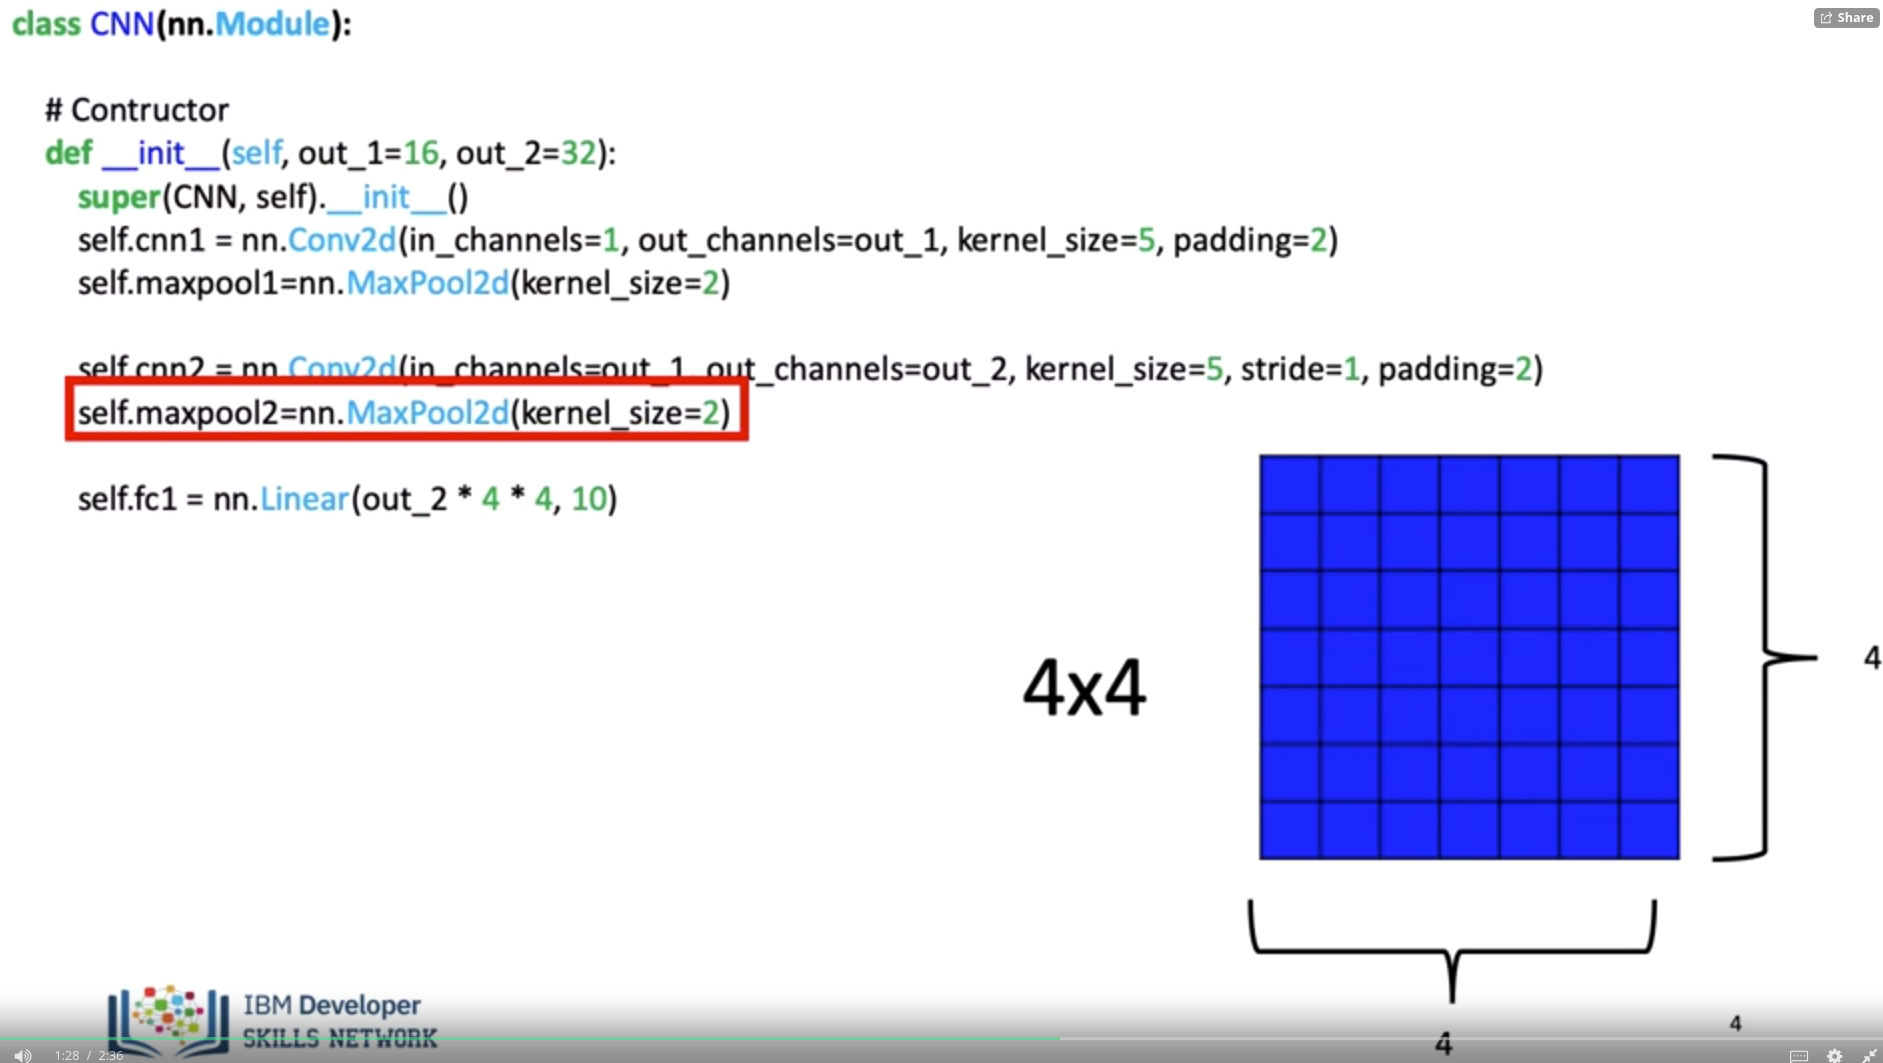 class CNN(nn.Module):
Share
# Contructor
def __init__(self, out_1=16, out_2=32):
super(CNN, self).__init__()
self.cnn1 = nn.Conv2d(in_channels=1, out_channels=out_1, kernel_size=5, padding=2)
self.maxpool1=nn.MaxPool2d(kernel_size=2)
self.cnn2 = nn.Conv2d(in_channels=out_1, out_channels=out_2, kernel_size=5, stride=1, padding=2)
self.maxpool2=nn.MaxPool2d(kernel_size=2)
self.fc1 = nn.Linear(out_2 * 4 * 4, 10)
4x4
4
4
4
IBM Developer
SKILLS NETWORK
1:28 / 2:36